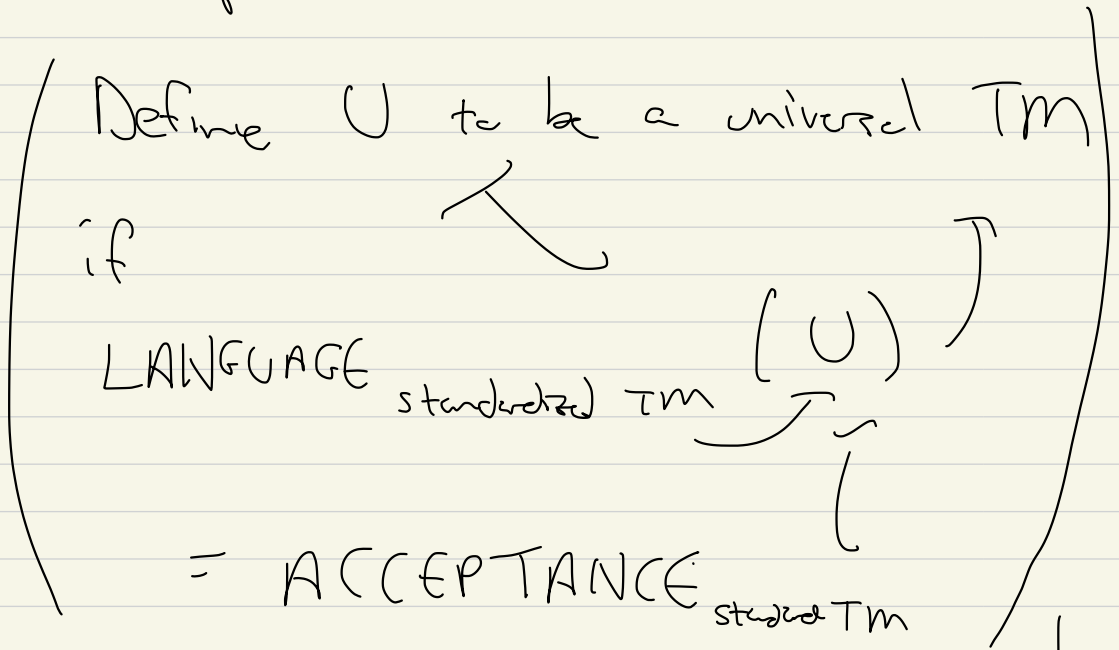 Define U to be a universal TM
if
LANGUAGE standardized TM (U)
= ACCEPTANCE standard TM